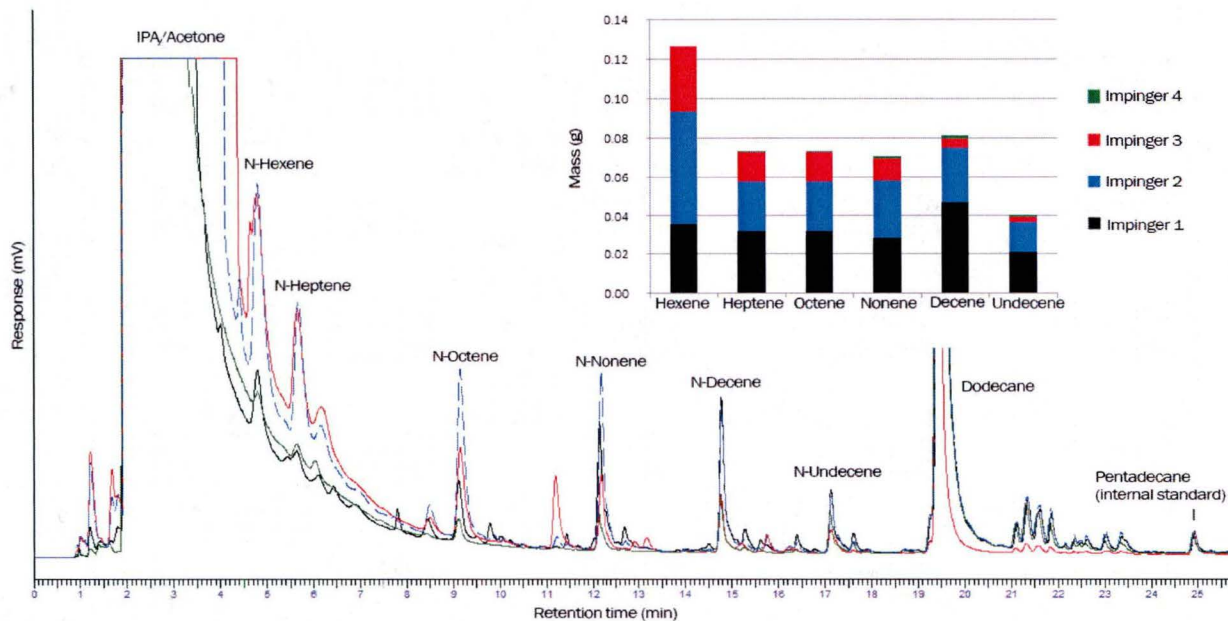 IPA/Acetone
N-Hexene
N-Heptene
N-Octene
N-Nonene
N-Decene
N-Undecene
Dodecane
Pentadecane
(internal standard)
Response (mV)
0 1 2 3 4 5 6 7 8 9 10 11 12 13 14 15 16 17 18 19 20 21 22 23 24 25
Retention time (min)
0.14
0.12
0.10
0.08
0.06
0.04
0.02
0.00
Mass (g)
Hexene Heptene Octene Nonene Decene Undecene
Impinger 4
Impinger 3
Impinger 2
Impinger 1